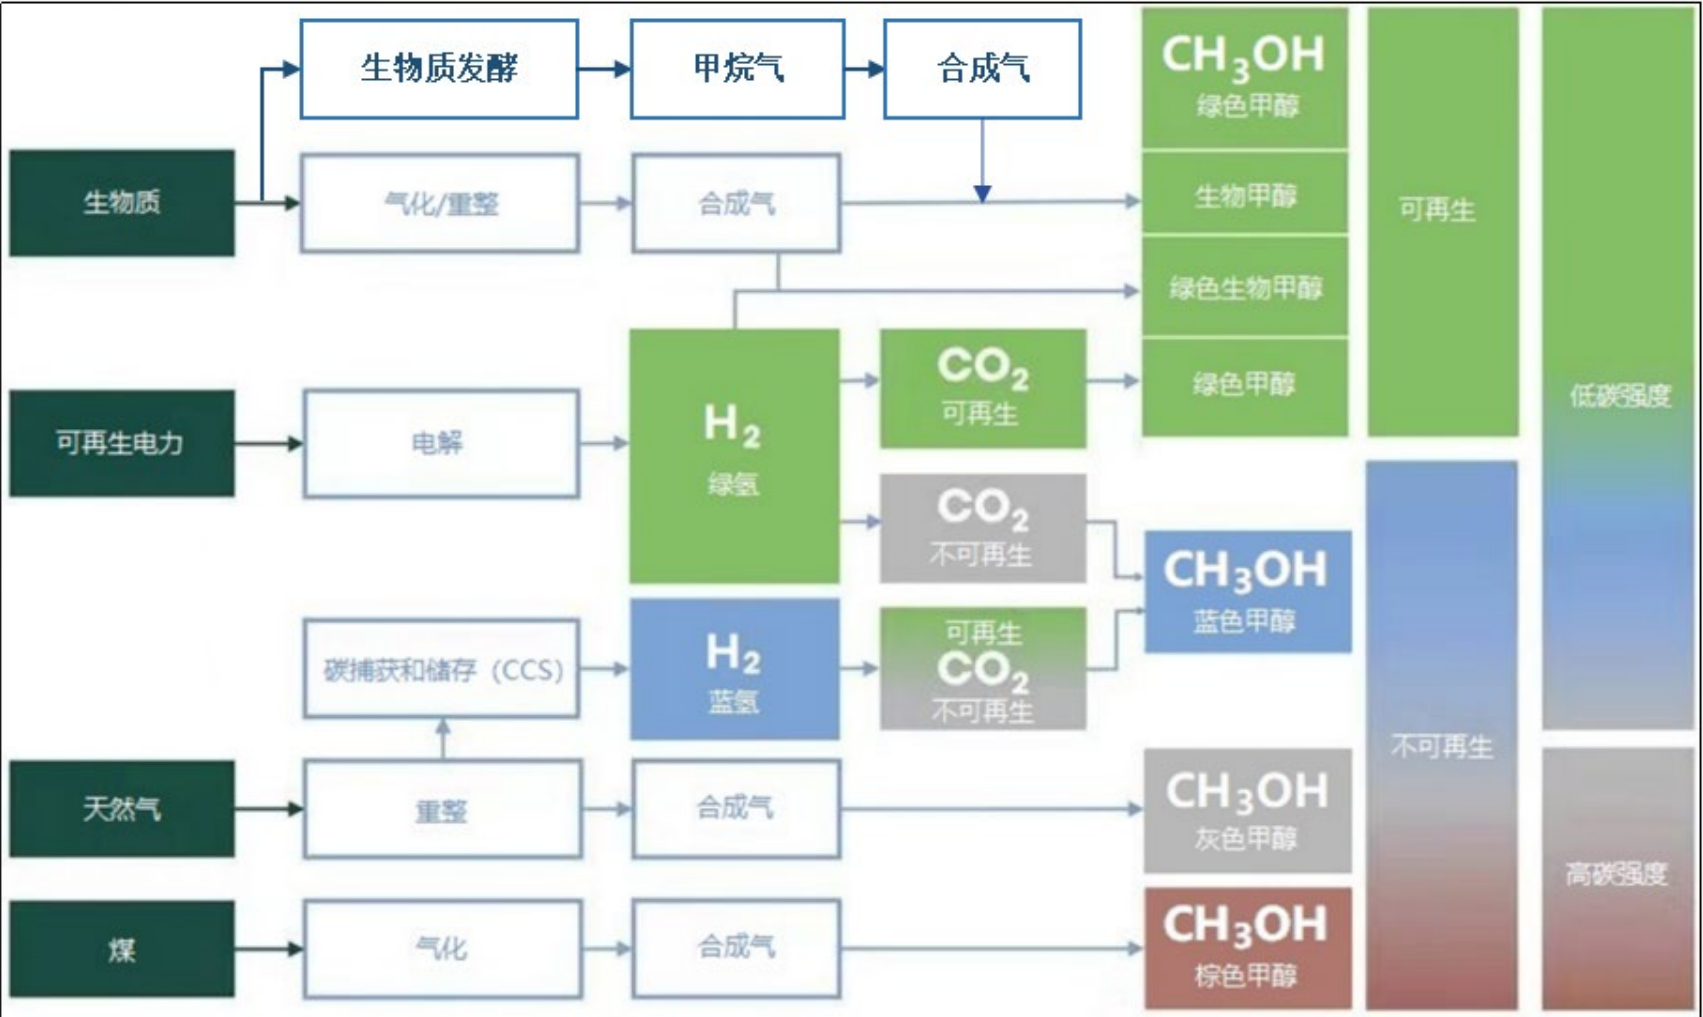 生物质发酵
甲烷气
合成气
CH₃OH
绿色甲醇
生物质
气化/重整
合成气
生物甲醇
可再生
绿色生物甲醇
CO₂
可再生
绿色甲醇
低碳强度
可再生电力
电解
H₂
绿氢
CO₂
不可再生
CH₃OH
蓝色甲醇
碳捕获和储存（CCS）
H₂
蓝氢
可再生
CO₂
不可再生
不可再生
天然气
重整
合成气
CH₃OH
灰色甲醇
高碳强度
煤
气化
合成气
CH₃OH
棕色甲醇